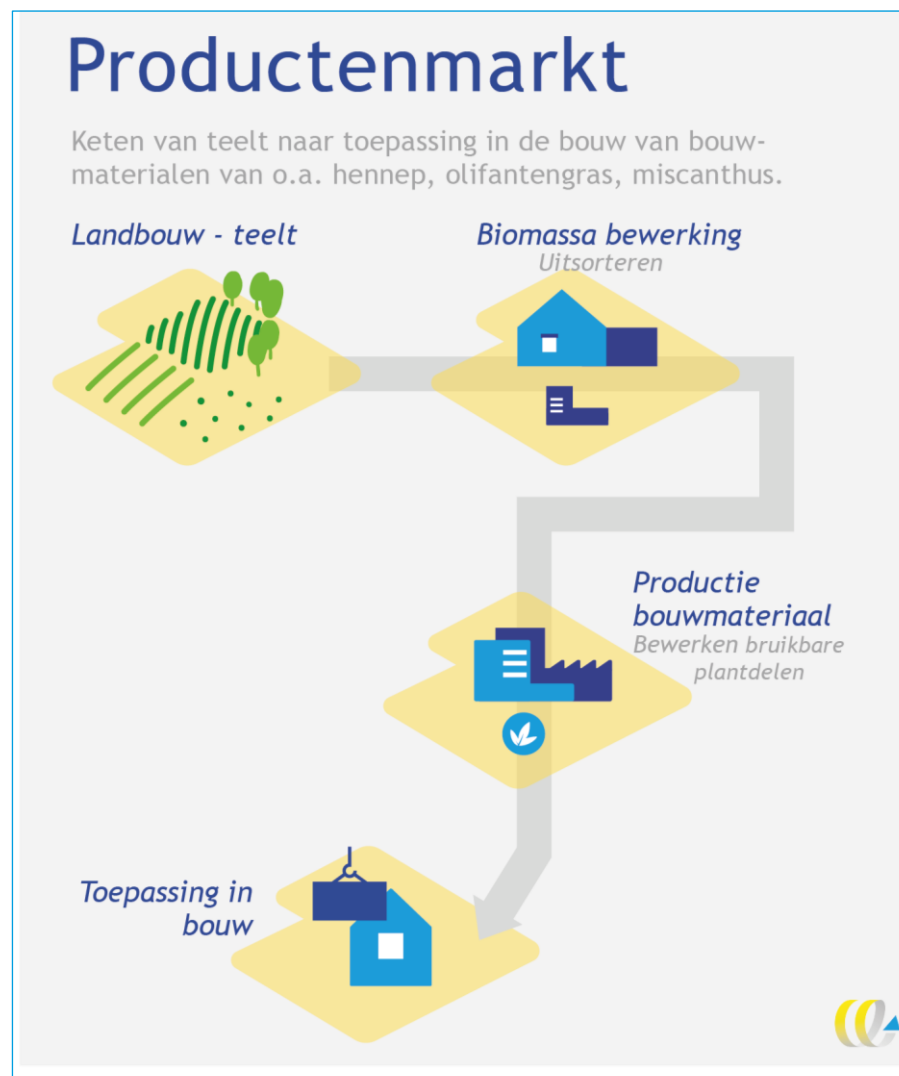 Productenmarkt
Keten van teelt naar toepassing in de bouw van bouw-
materialen van o.a. hennep, olifantengras, miscanthus.
Landbouw - teelt
Biomassa bewerking
Uitsorteren
Productie
bouwmateriaal
Bewerken bruikbare
plantdelen
Toepassing in
bouw